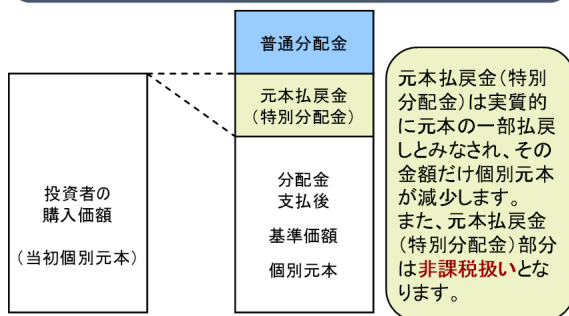 普通分配金
元本払戻金
(特別分配金)
分配金
支払後
基準価額
個別元本
投資者の
購入価額
(当初個別元本)
元本払戻金(特別
分配金)は実質的
に元本の一部払戻
しとみなされ、その
金額だけ個別元本
が減少します。
また、元本払戻金
(特別分配金)部分
は非課税扱いとな
ります。